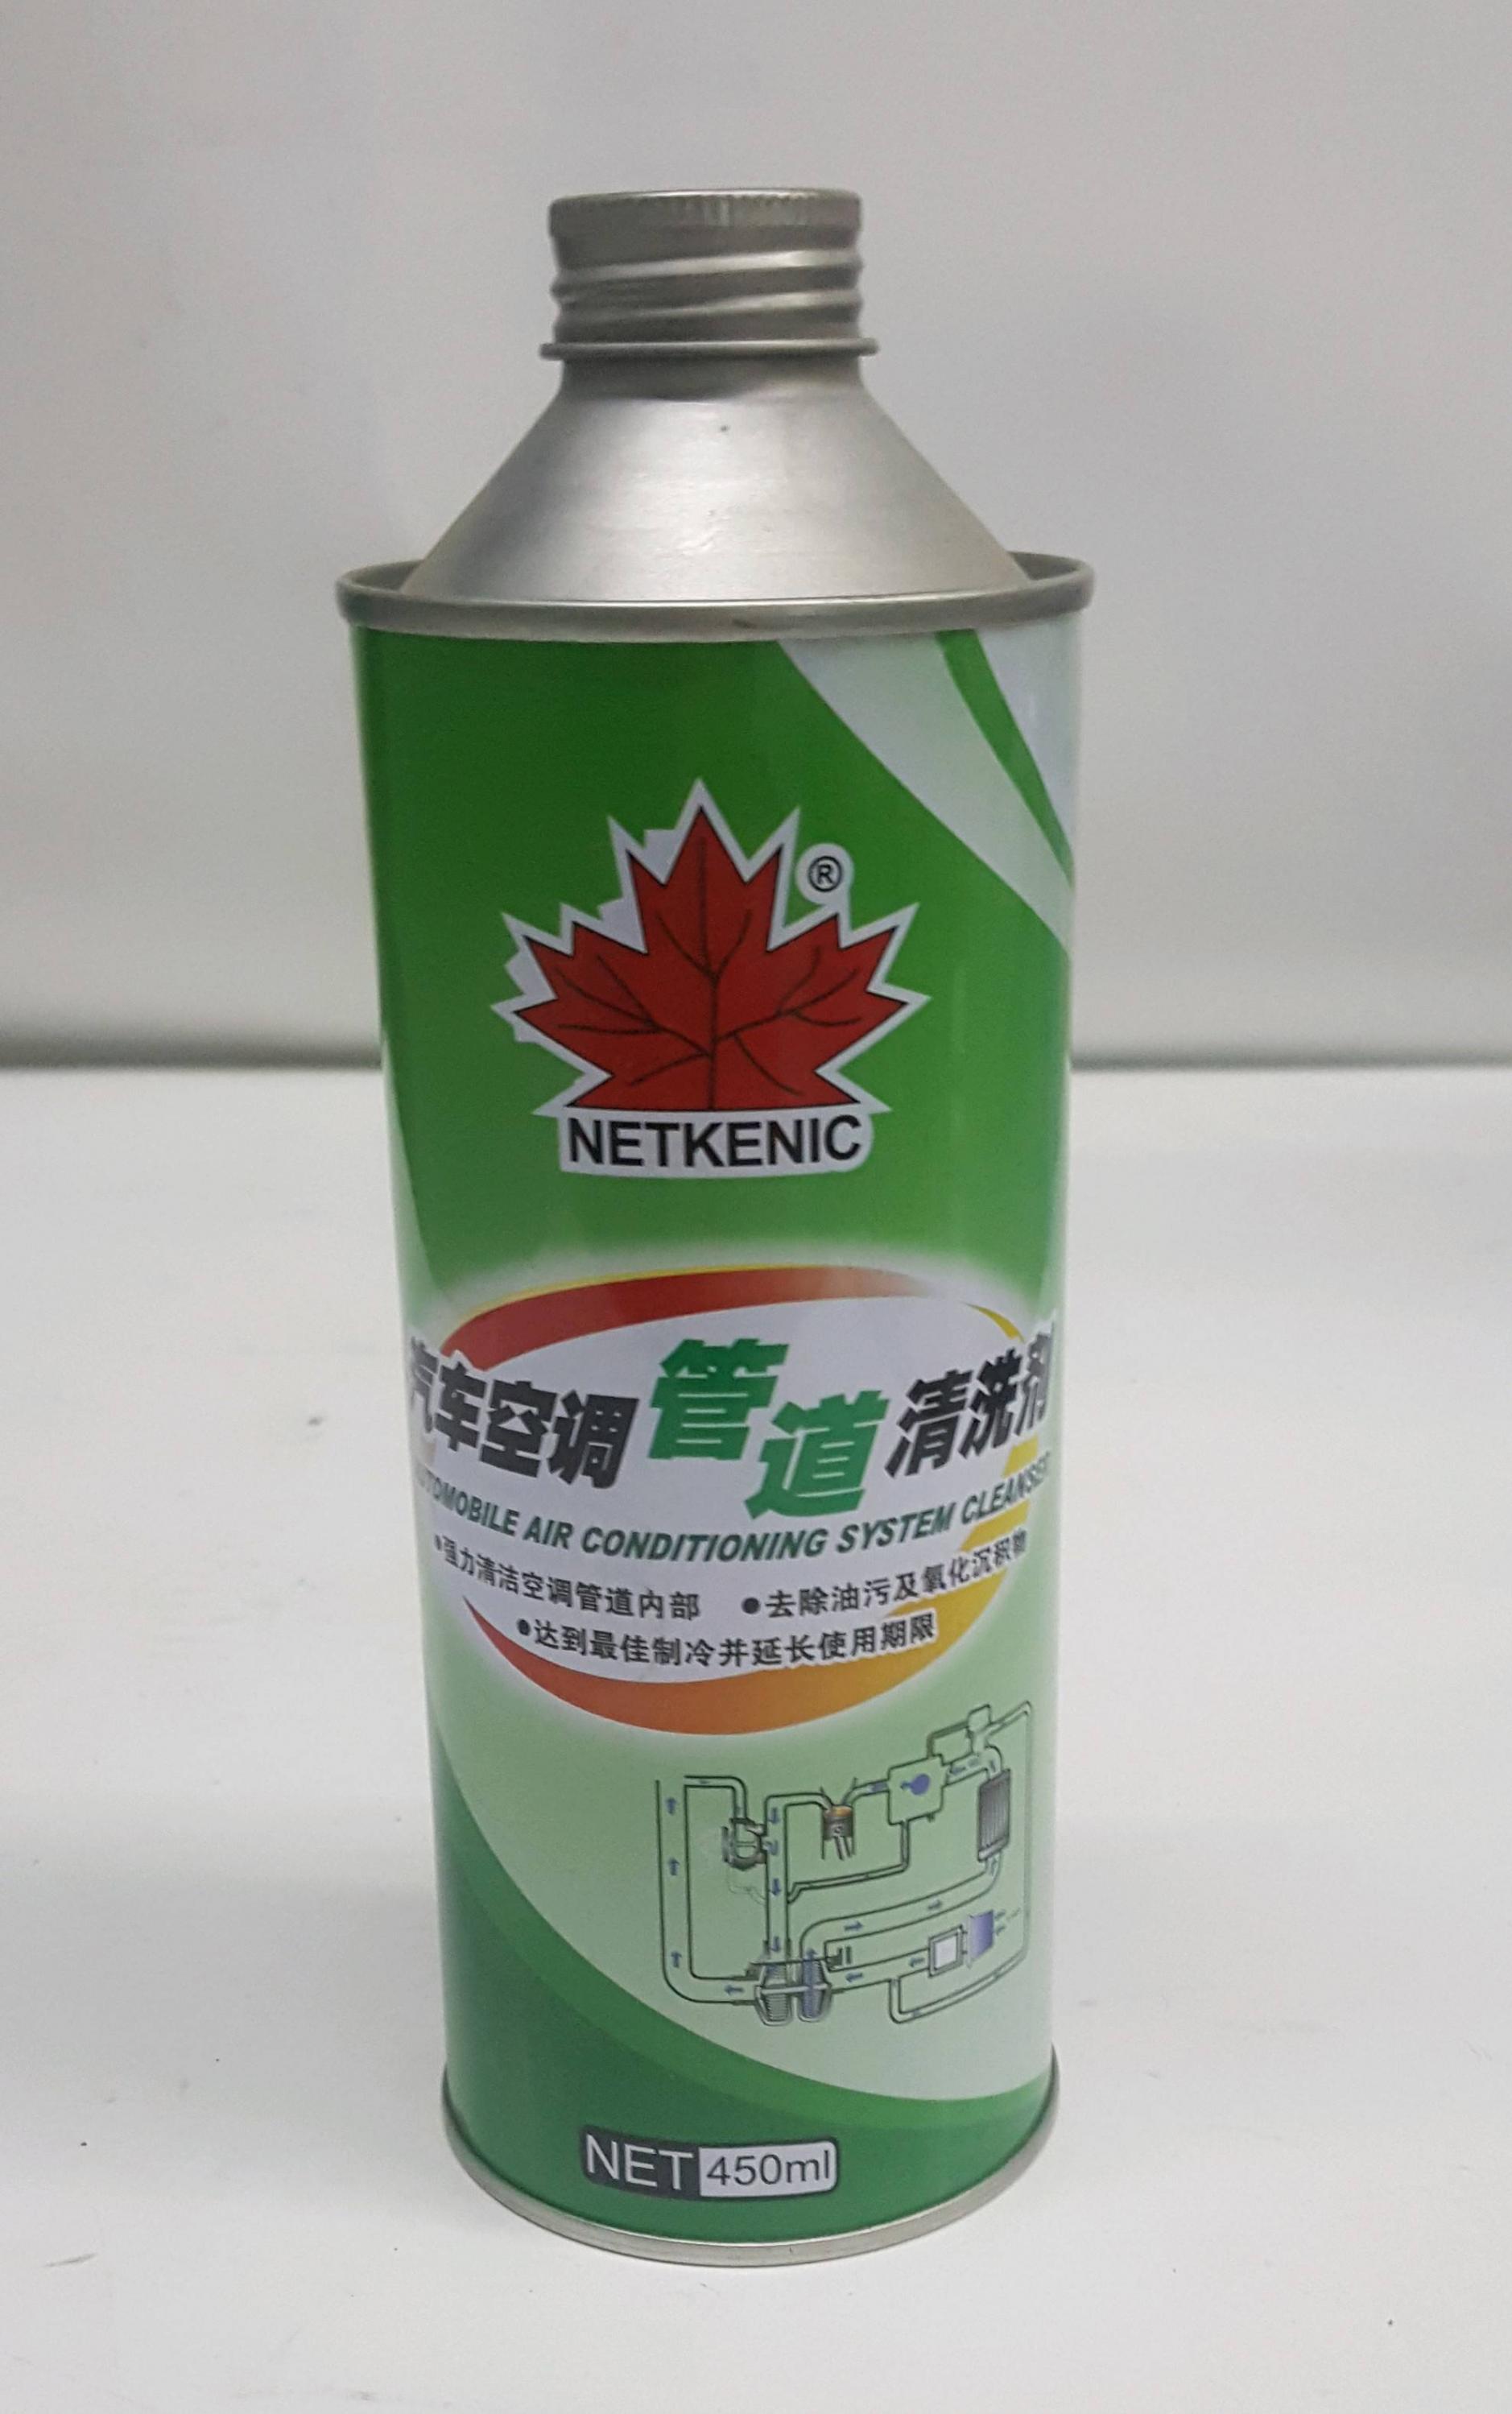 ®
NETKENIC
汽车空调管道清洗剂
AUTOMOBILE AIR CONDITIONING SYSTEM CLEANSER
●强力清洁空调管道内部 ●去除油污及氧化沉积物
●达到最佳制冷并延长使用期限
NET 450ml